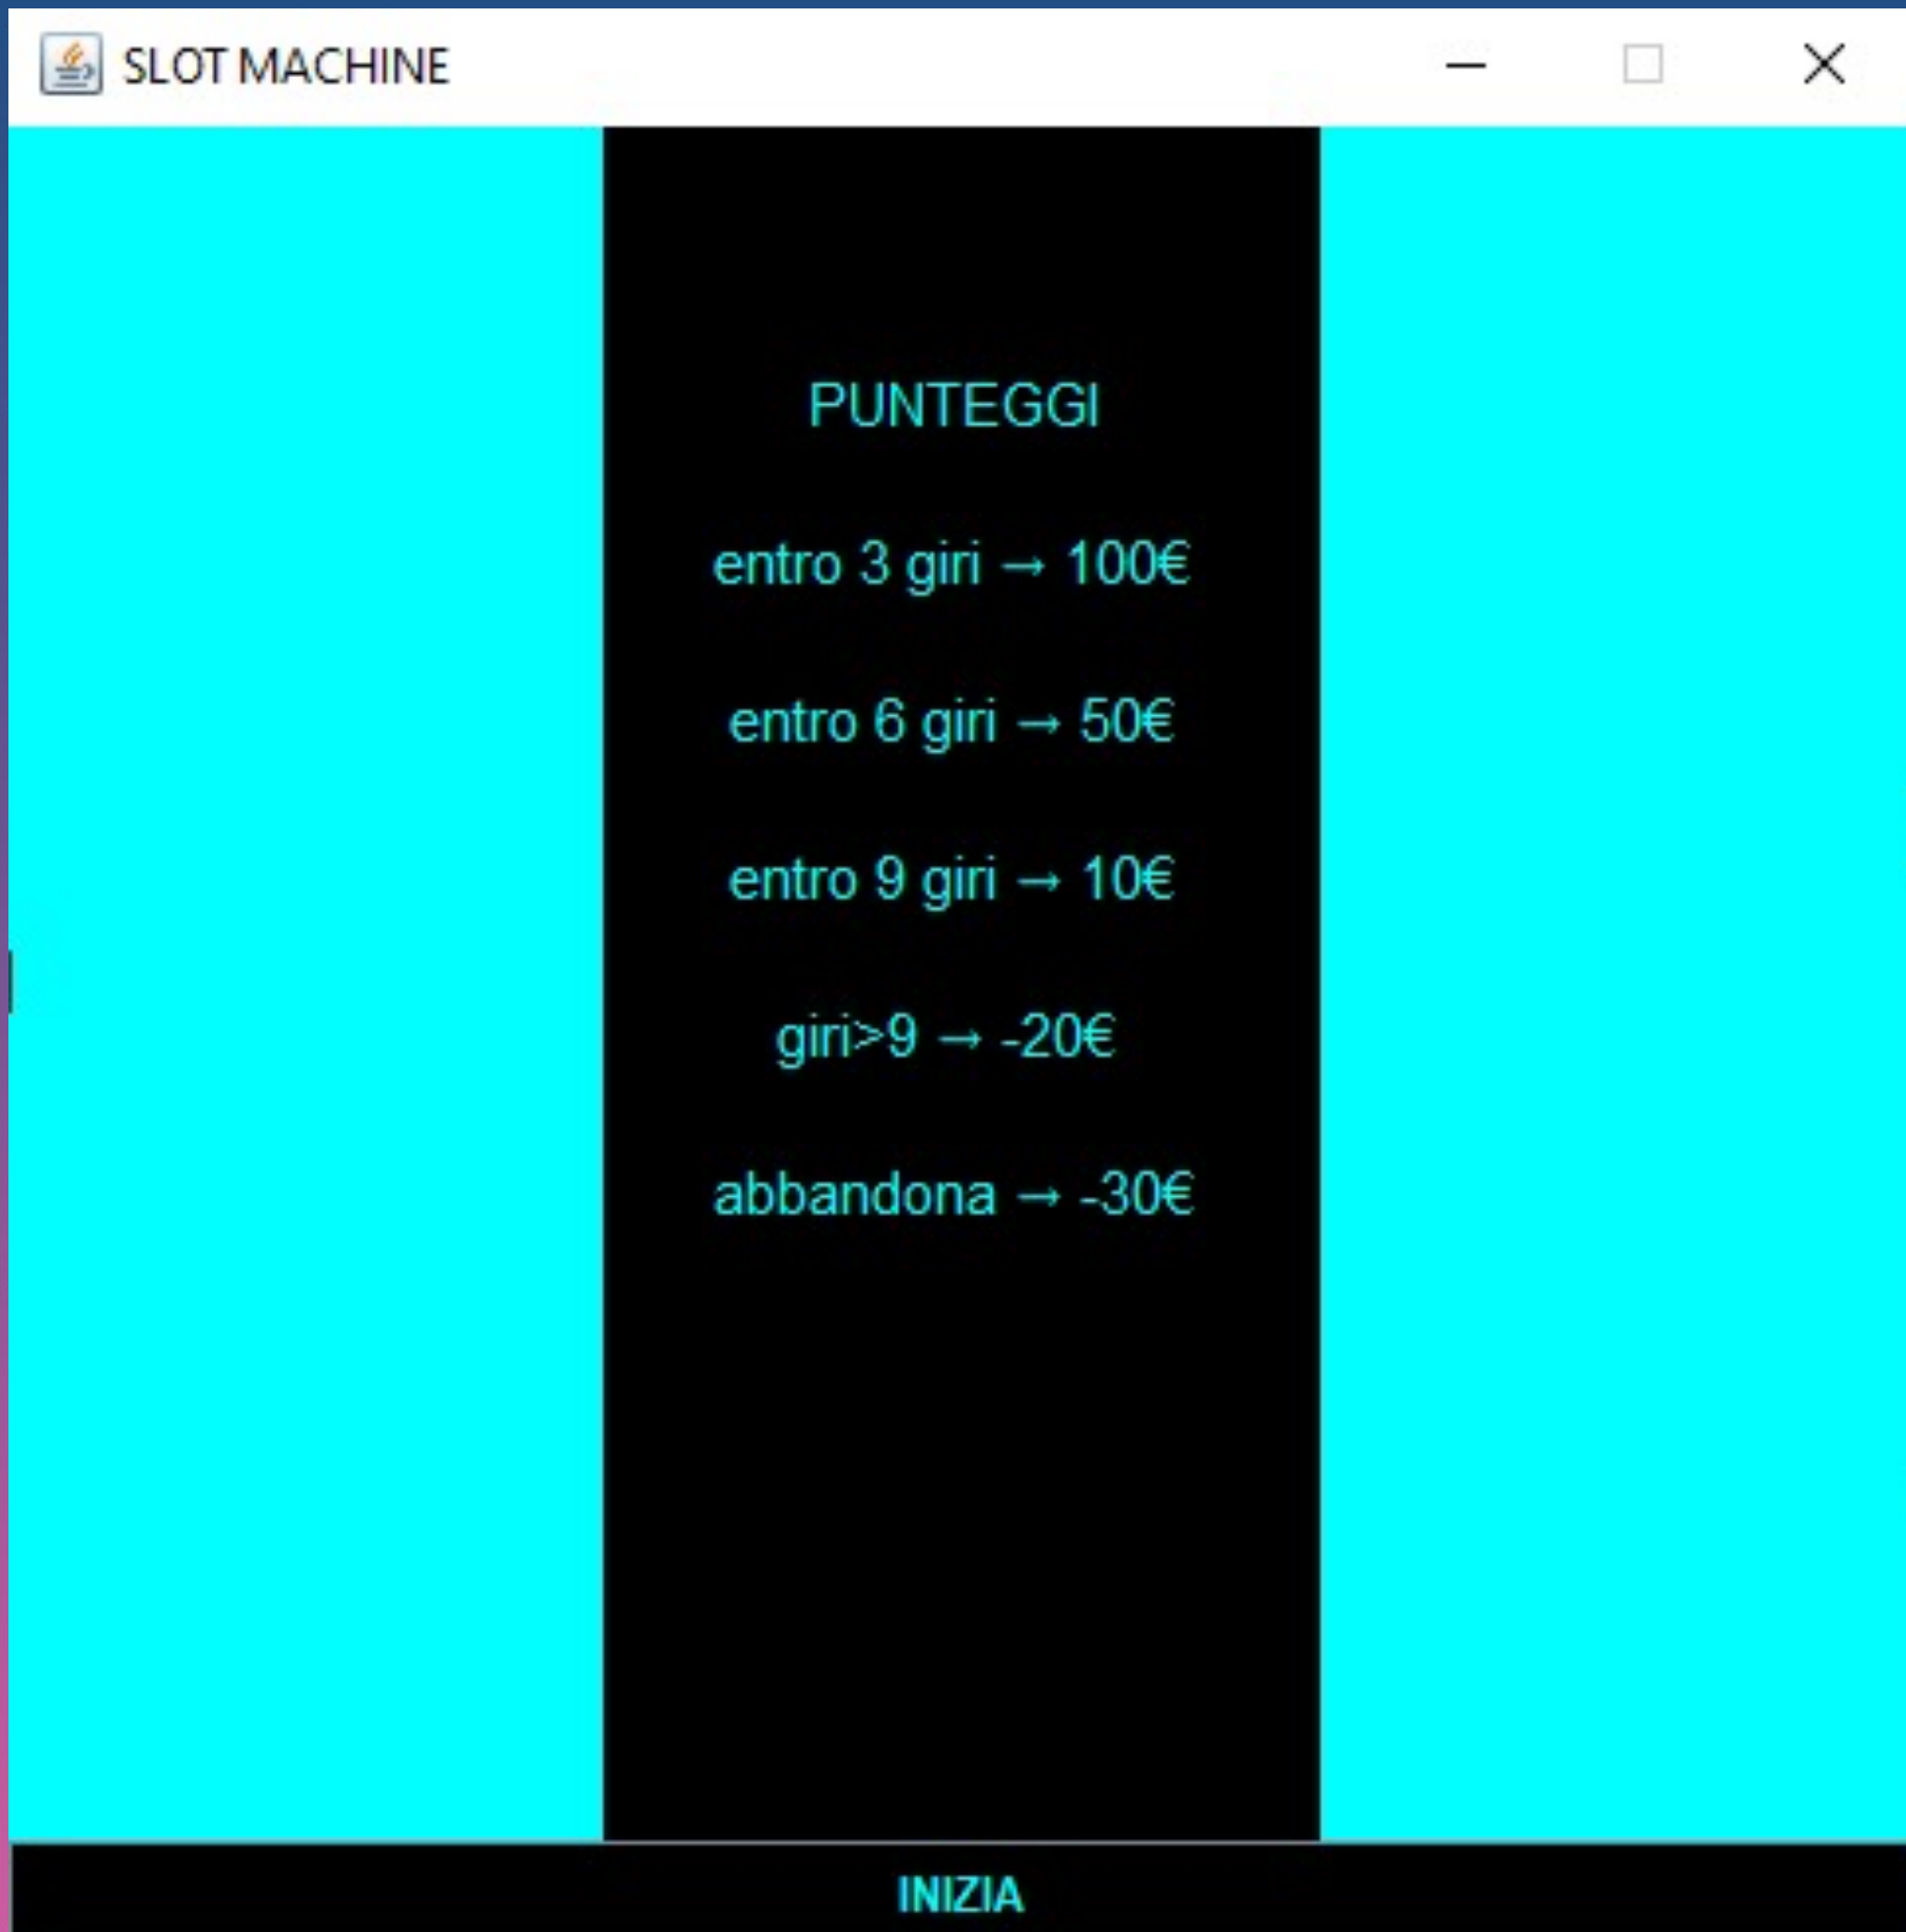 SLOT MACHINE
PUNTEGGI
entro 3 giri → 100€
entro 6 giri → 50€
entro 9 giri → 10€
giri>9 → -20€
abbandona → -30€
INIZIA